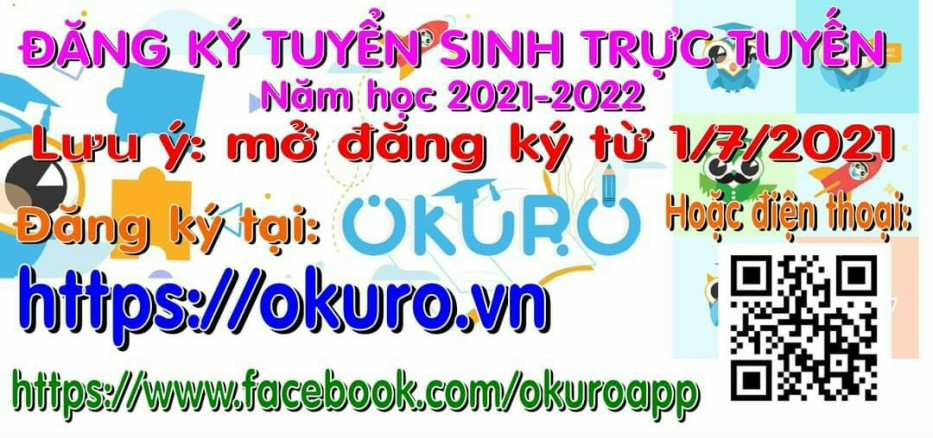 ĐĂNG KÝ TUYỂN SINH TRỰC TUYẾN
Năm học 2021-2022
Lưu ý: mở đăng ký từ 1/7/2021
Đăng ký tại: OKURO
Hoặc điện thoại:
https://okuro.vn
https://www.facebook.com/okuroapp